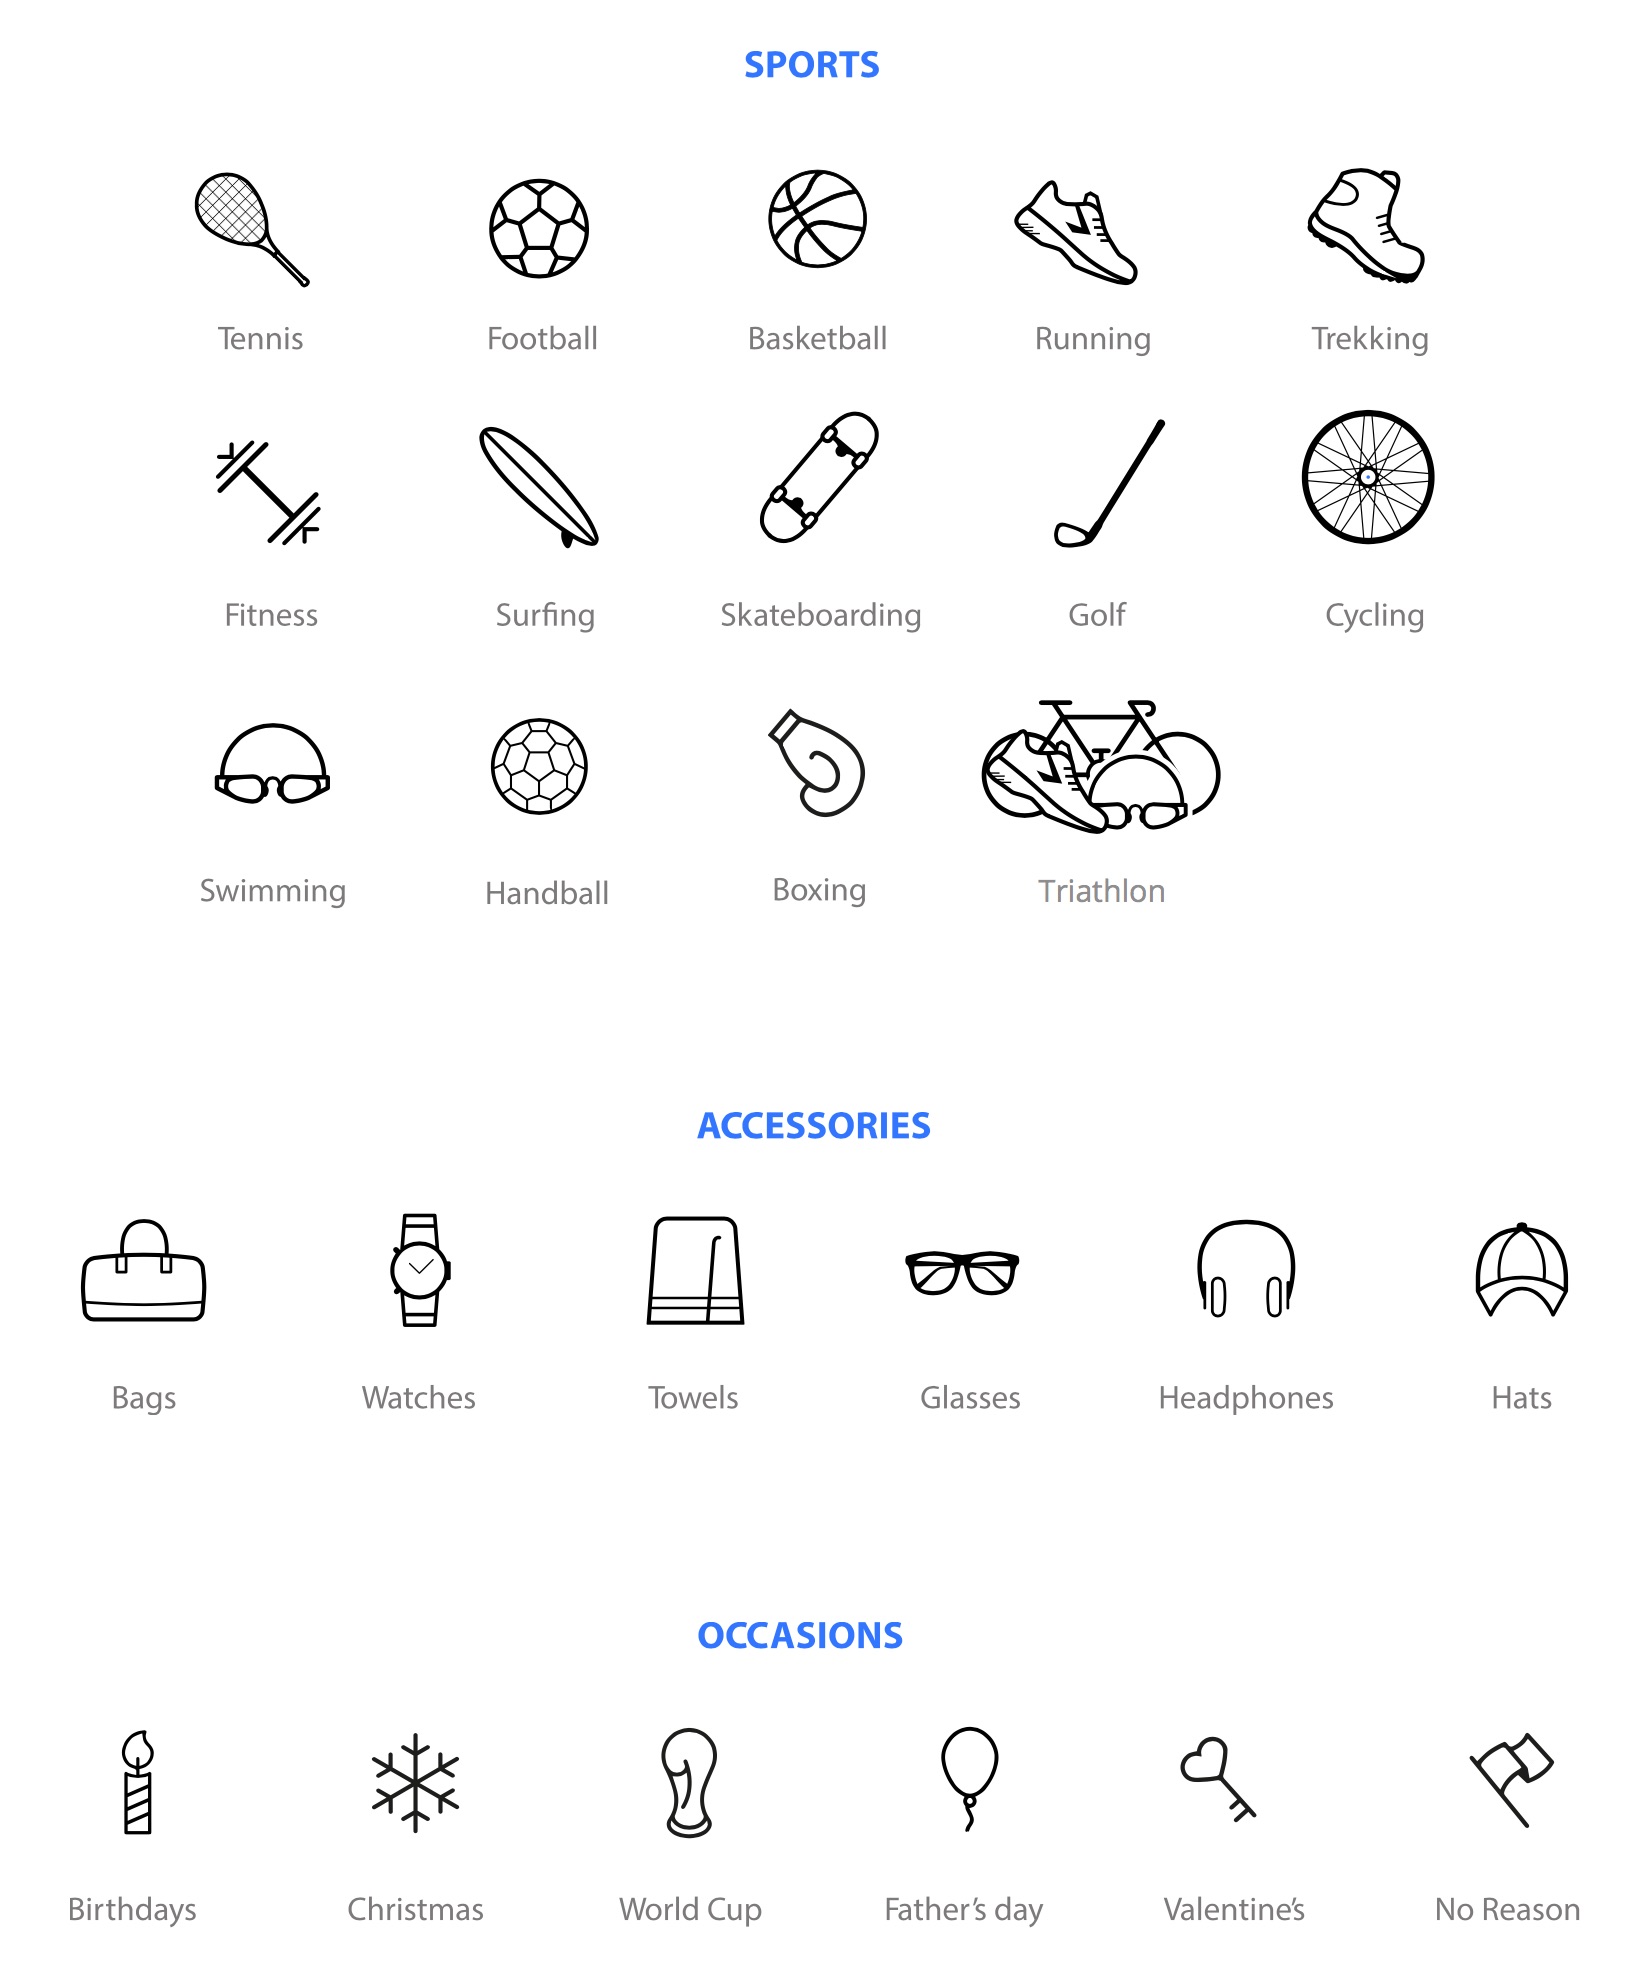 SPORTS
Tennis Football Basketball Running Trekking
Fitness Surfing Skateboarding Golf Cycling
Swimming Handball Boxing Triathlon
ACCESSORIES
Bags Watches Towels Glasses Headphones Hats
OCCASIONS
Birthdays Christmas World Cup Father’s day Valentine’s No Reason